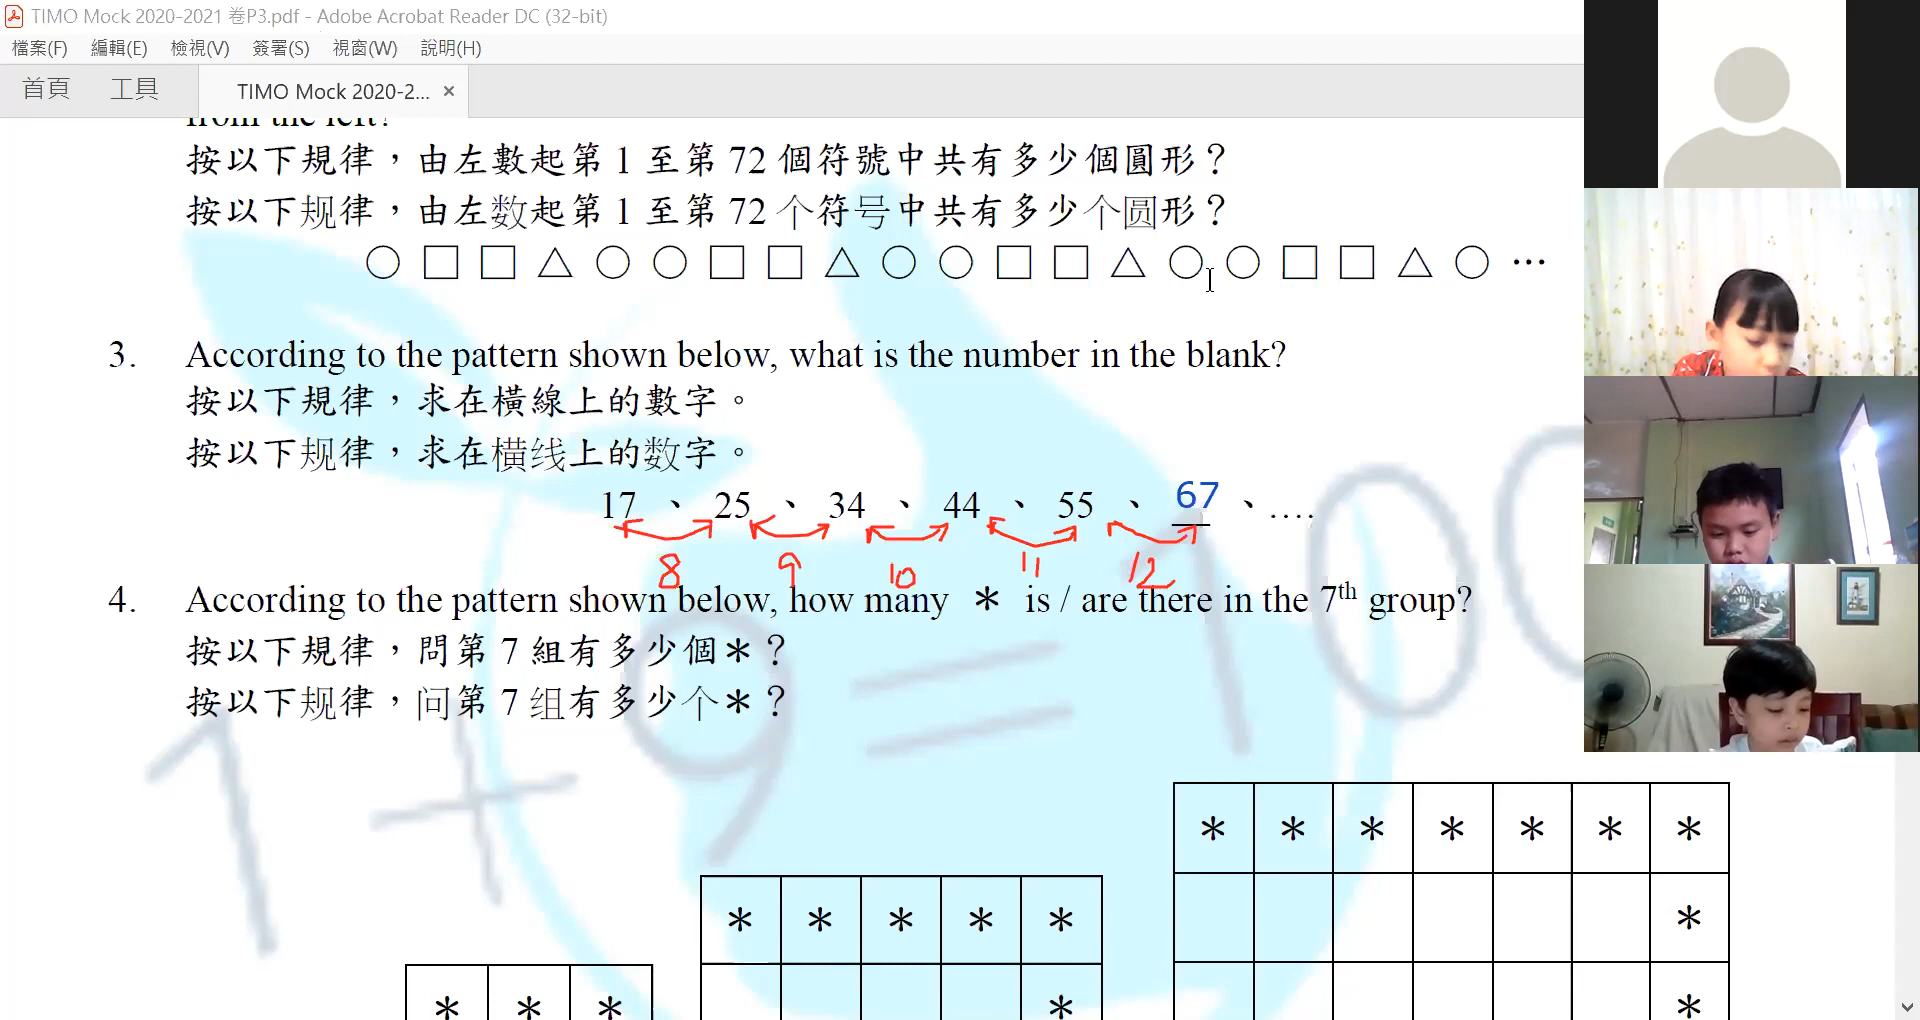 TIMO Mock 2020-2021 卷P3.pdf - Adobe Acrobat Reader DC (32-bit)
檔案(F) 編輯(E) 檢視(V) 簽署(S) 視窗(W) 說明(H)
首頁 工具 TIMO Mock 2020-2... ×
from the left?
按以下規律，由左數起第 1 至第 72 個符號中共有多少個圓形？
按以下规律，由左数起第 1 至第 72 个符号中共有多少个圆形？
○ □ □ △ ○ ○ □ □ △ ○ ○ □ □ △ ○ ○ □ □ △ ○ …
3. According to the pattern shown below, what is the number in the blank?
按以下規律，求在橫線上的數字。
按以下规律，求在横线上的数字。
17 、 25 、 34 、 44 、 55 、 67 、….
8 9 10 11 12
4. According to the pattern shown below, how many * is / are there in the 7th group?
按以下規律，問第 7 組有多少個*？
按以下规律，问第 7 组有多少个*？
1+9=100
* * * * * * *
* * * * * *
* * * * *